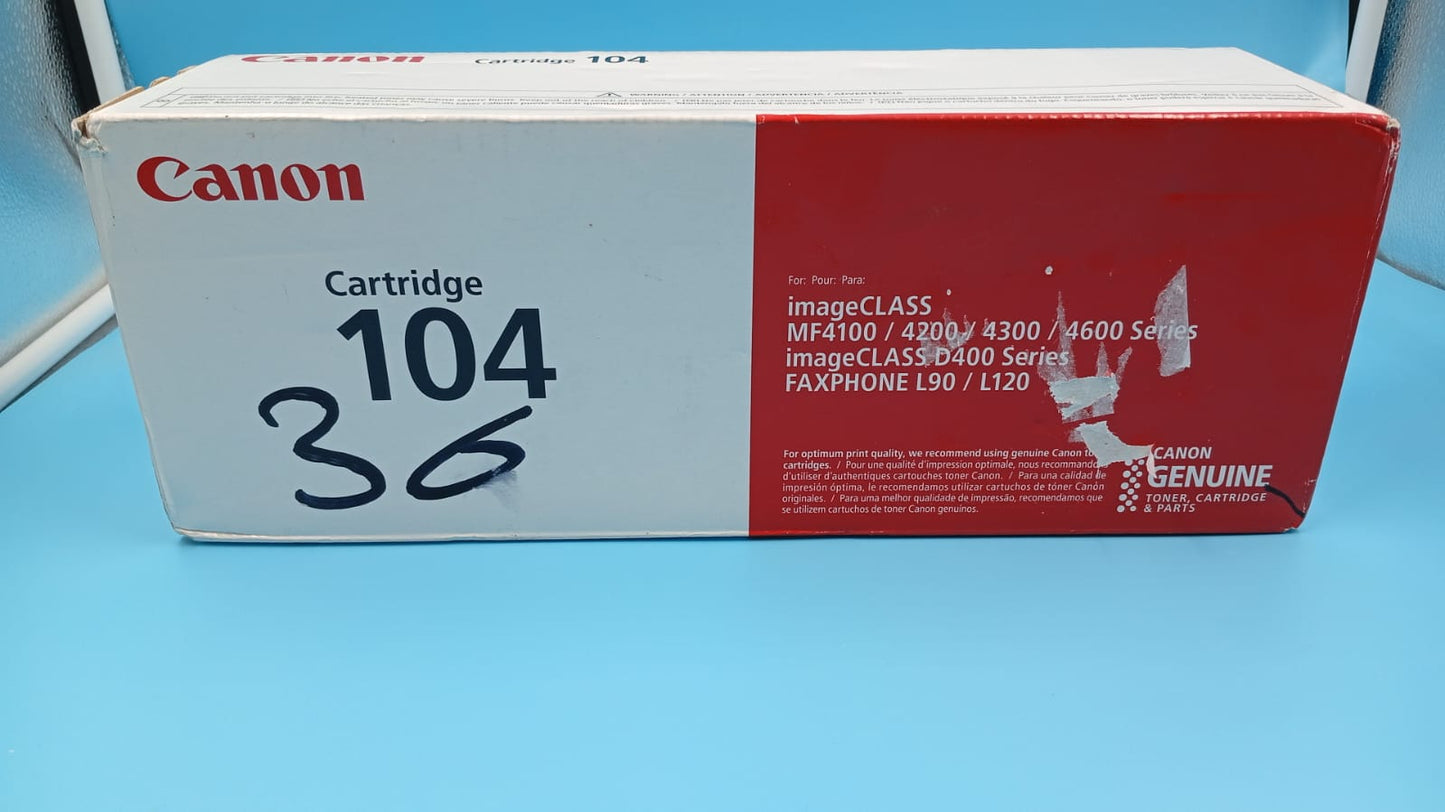 Canon Cartridge 104
WARNING / ATTENTION / ADVERTENCIA / ADVERTÊNCIA
Canon
Cartridge
104
36
For: Pour: Para:
imageCLASS
MF4100 / 4200 / 4300 / 4600 Series
imageCLASS D400 Series
FAXPHONE L90 / L120
For optimum print quality, we recommend using genuine Canon
cartridges. / Pour une qualité d'impression optimale, nous recommandons
d'utiliser d'authentiques cartouches toner Canon. / Para una calidad de
impresión óptima, le recomendamos utilizar cartuchos de tóner Canon
originales. / Para uma melhor qualidade de impressão, recomendamos que
se utilizem cartuchos de toner Canon genuínos.
CANON
GENUINE
TONER, CARTRIDGE
& PARTS